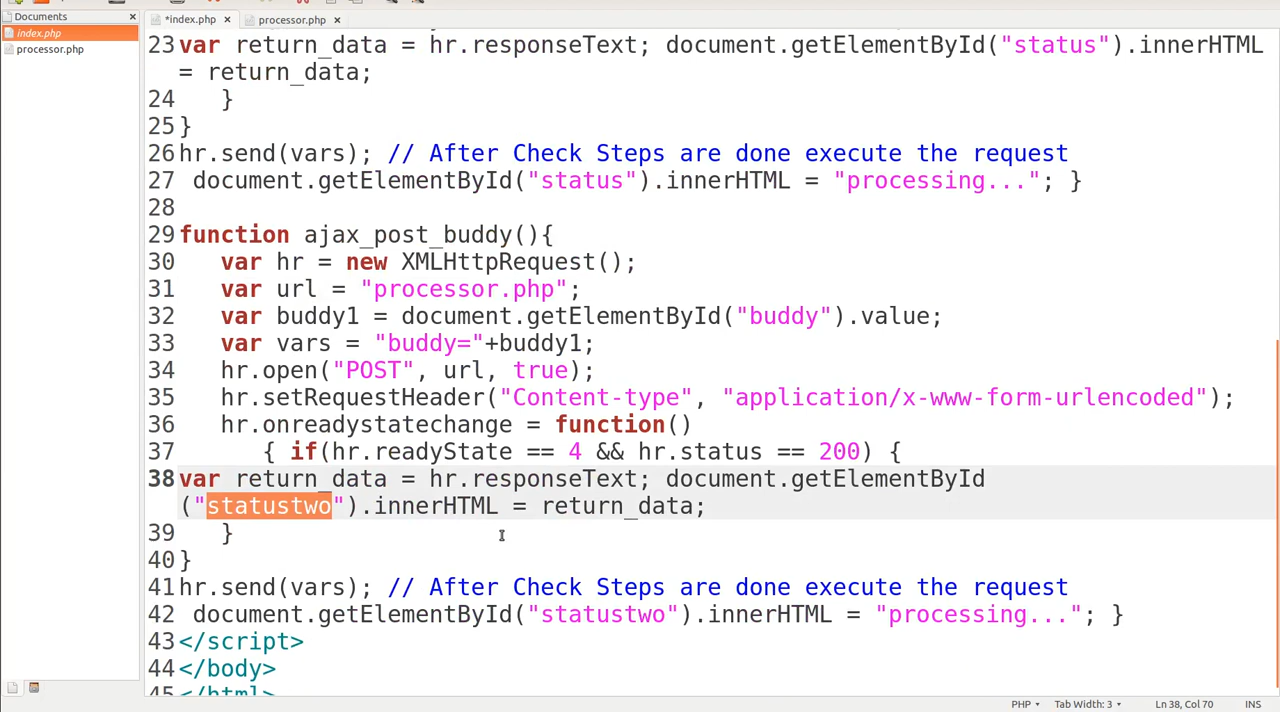 Documents
index.php
processor.php
*index.php
processor.php
23 var return_data = hr.responseText; document.getElementById("status").innerHTML
= return_data;
24 }
25 }
26 hr.send(vars); // After Check Steps are done execute the request
27 document.getElementById("status").innerHTML = "processing..."; }
28
29 function ajax_post_buddy(){
30 var hr = new XMLHttpRequest();
31 var url = "processor.php";
32 var buddy1 = document.getElementById("buddy").value;
33 var vars = "buddy="+buddy1;
34 hr.open("POST", url, true);
35 hr.setRequestHeader("Content-type", "application/x-www-form-urlencoded");
36 hr.onreadystatechange = function()
37 { if(hr.readyState == 4 && hr.status == 200) {
38 var return_data = hr.responseText; document.getElementById
("statustwo").innerHTML = return_data;
39 }
40 }
41 hr.send(vars); // After Check Steps are done execute the request
42 document.getElementById("statustwo").innerHTML = "processing..."; }
43 </script>
44 </body>
45 </html>
PHP Tab Width: 3 Ln 38, Col 70 INS